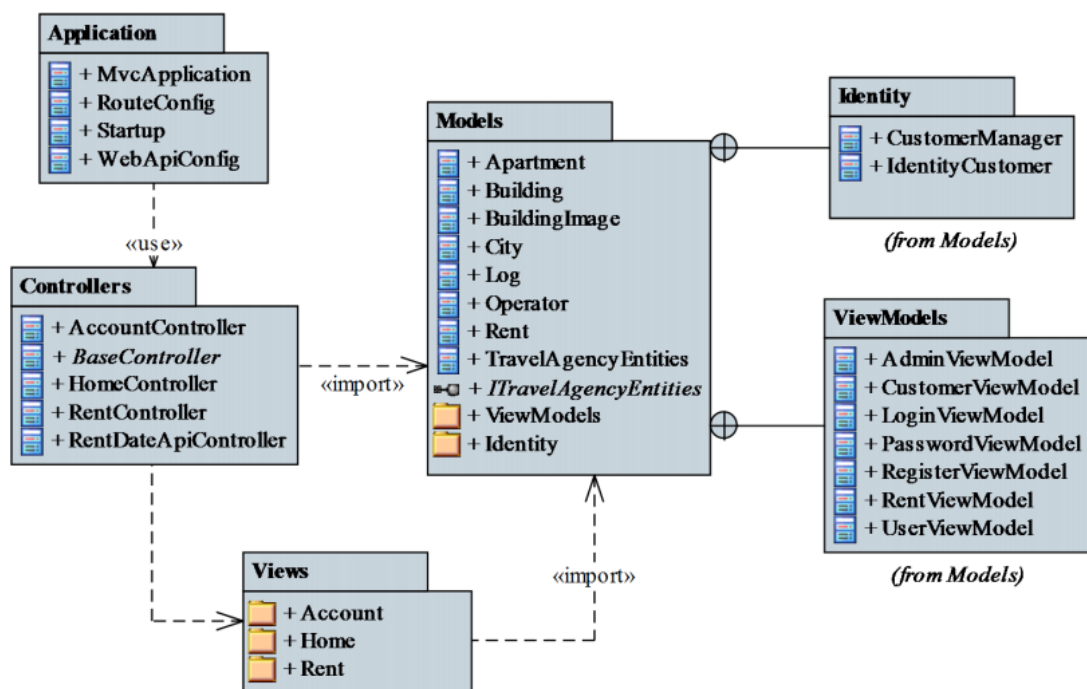 Application
+ MvcApplication
+ RouteConfig
+ Startup
+ WebApiConfig
«use»
Controllers
+ AccountController
+ BaseController
+ HomeController
+ RentController
+ RentDateApiController
«import»
Models
+ Apartment
+ Building
+ BuildingImage
+ City
+ Log
+ Operator
+ Rent
+ TravelAgencyEntities
+ ITravelAgencyEntities
+ ViewModels
+ Identity
Identity
+ CustomerManager
+ IdentityCustomer
(from Models)
ViewModels
+ AdminViewModel
+ CustomerViewModel
+ LoginViewModel
+ PasswordViewModel
+ RegisterViewModel
+ RentViewModel
+ UserViewModel
(from Models)
«import»
Views
+ Account
+ Home
+ Rent